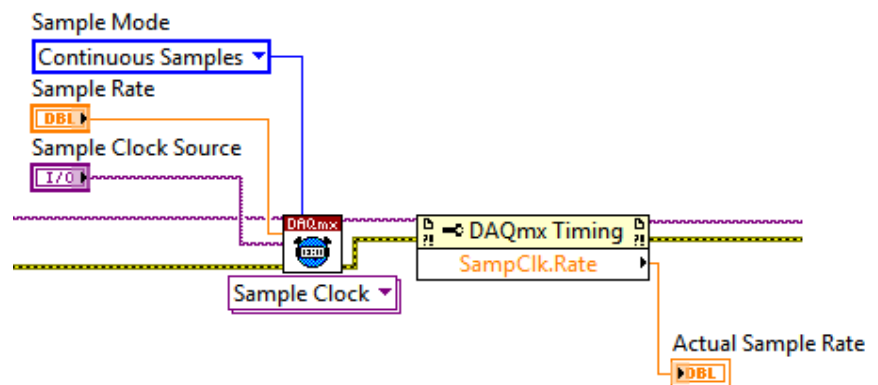 Sample Mode
Continuous Samples
Sample Rate
DBL
Sample Clock Source
I/O
DAQmx
DAQmx Timing
SampClk.Rate
Sample Clock
Actual Sample Rate
DBL